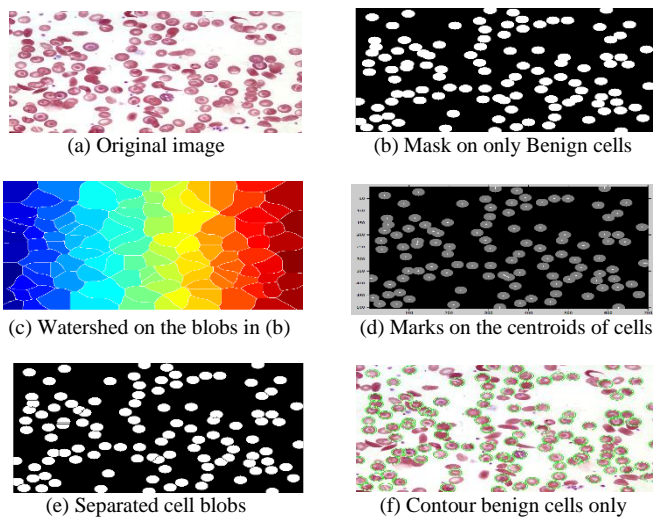 (a) Original image
(b) Mask on only Benign cells
(c) Watershed on the blobs in (b)
(d) Marks on the centroids of cells
(e) Separated cell blobs
(f) Contour benign cells only